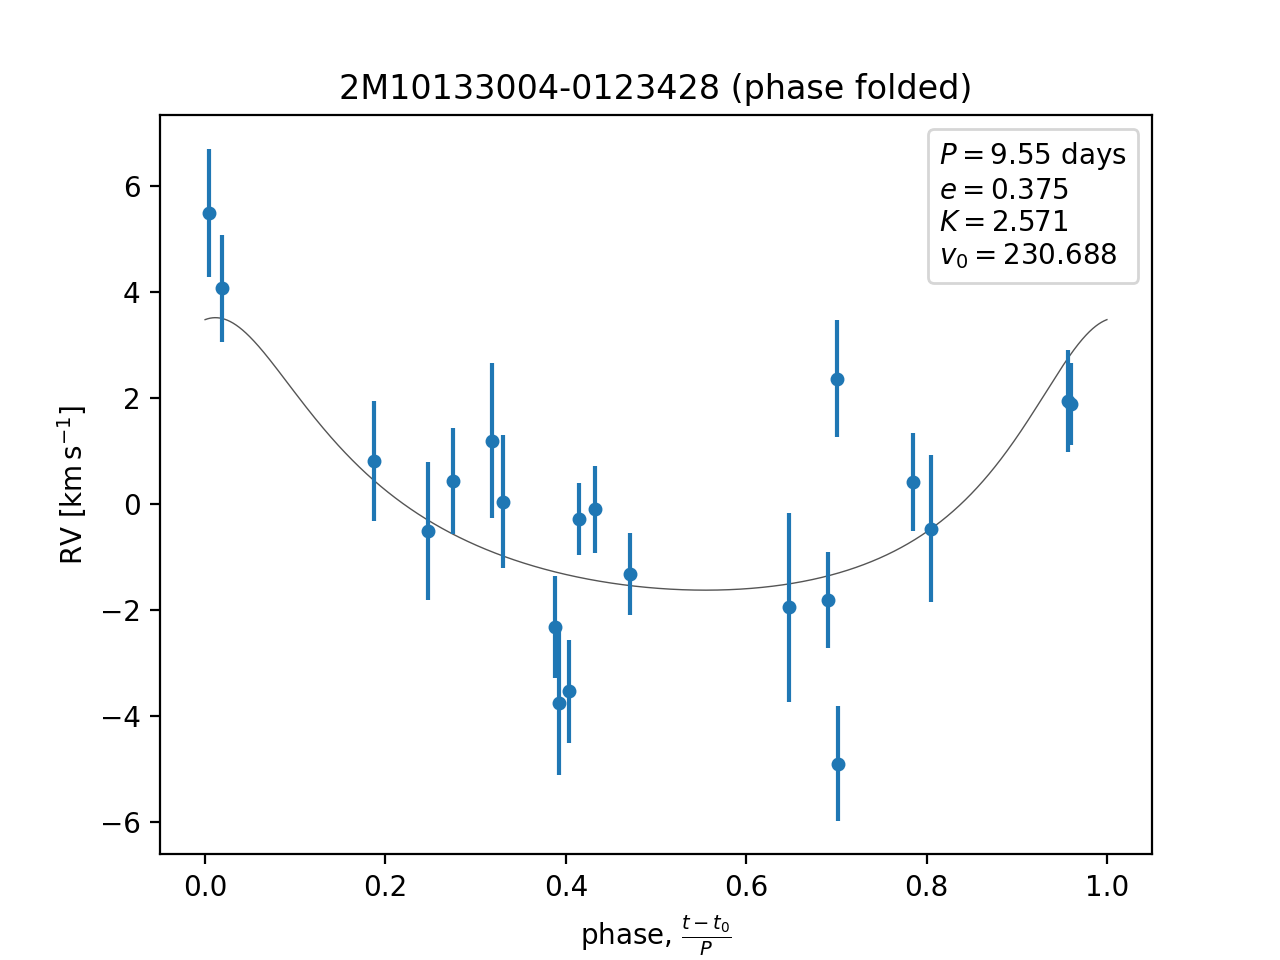 2M10133004-0123428 (phase folded)
P = 9.55 days
e = 0.375
K = 2.571
v₀ = 230.688
RV [km s⁻¹]
6
4
2
0
−2
−4
−6
0.0 0.2 0.4 0.6 0.8 1.0
phase, (t − t₀)/P